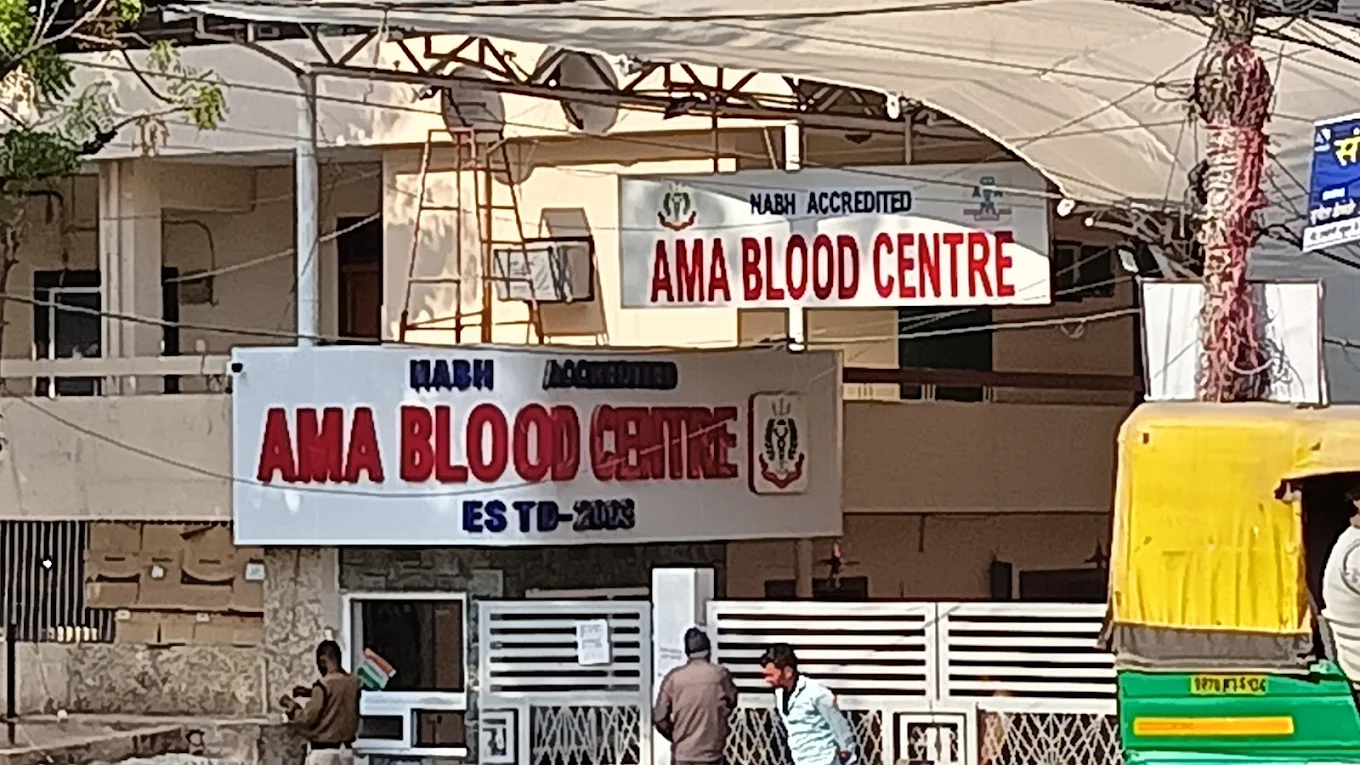 NABH ACCREDITED
AMA BLOOD CENTRE
NABH ACCREDITED
AMA BLOOD CENTRE
ESTD-2003